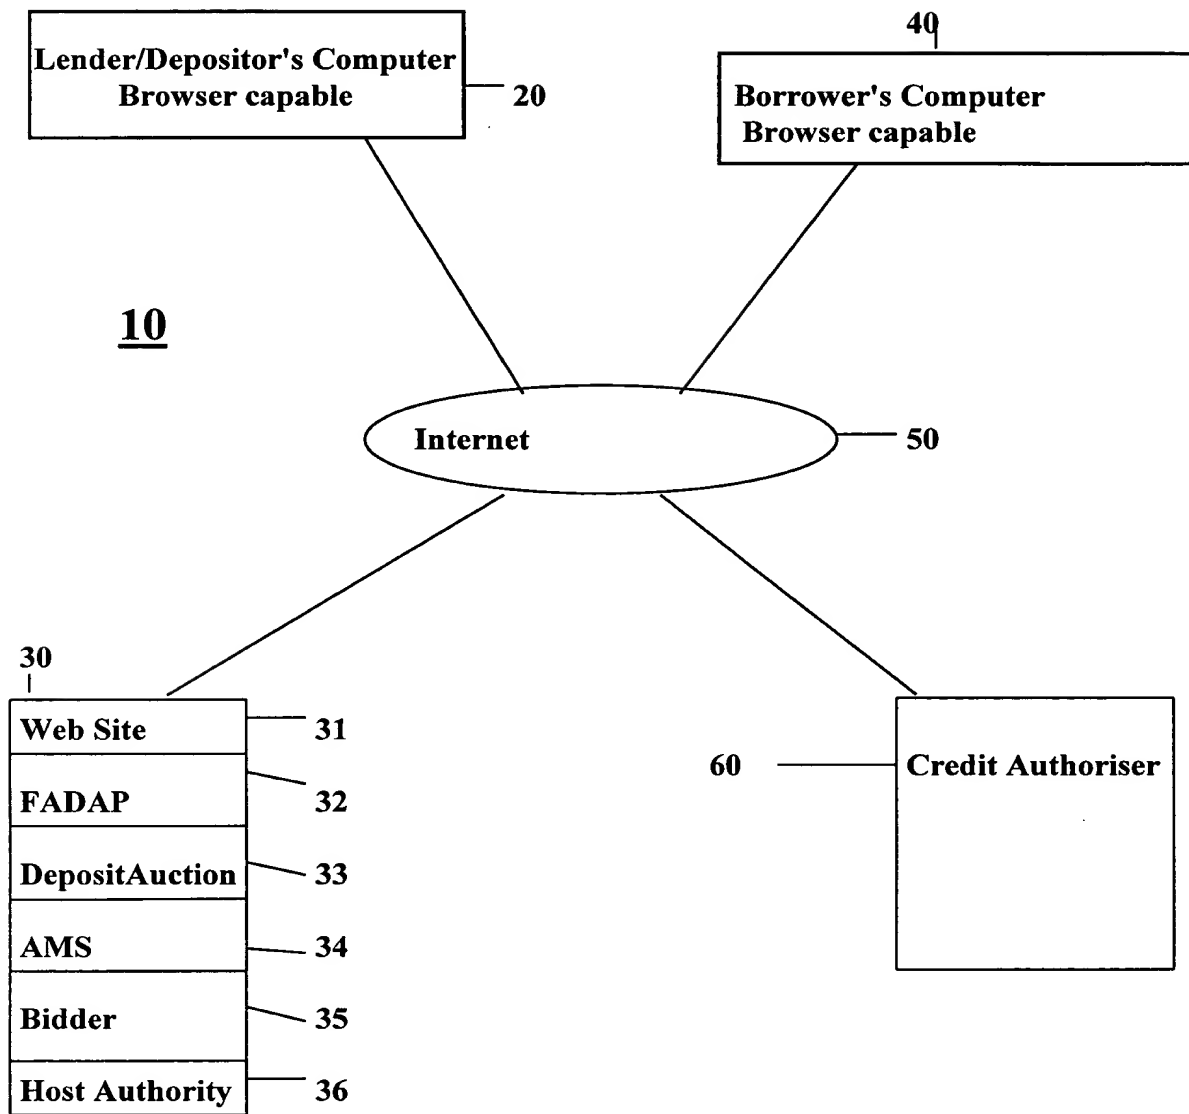 40
Lender/Depositor's Computer
Browser capable
20
Borrower's Computer
Browser capable
10
Internet
50
30
Web Site
31
FADAP
32
DepositAuction
33
AMS
34
Bidder
35
Host Authority
36
60
Credit Authoriser